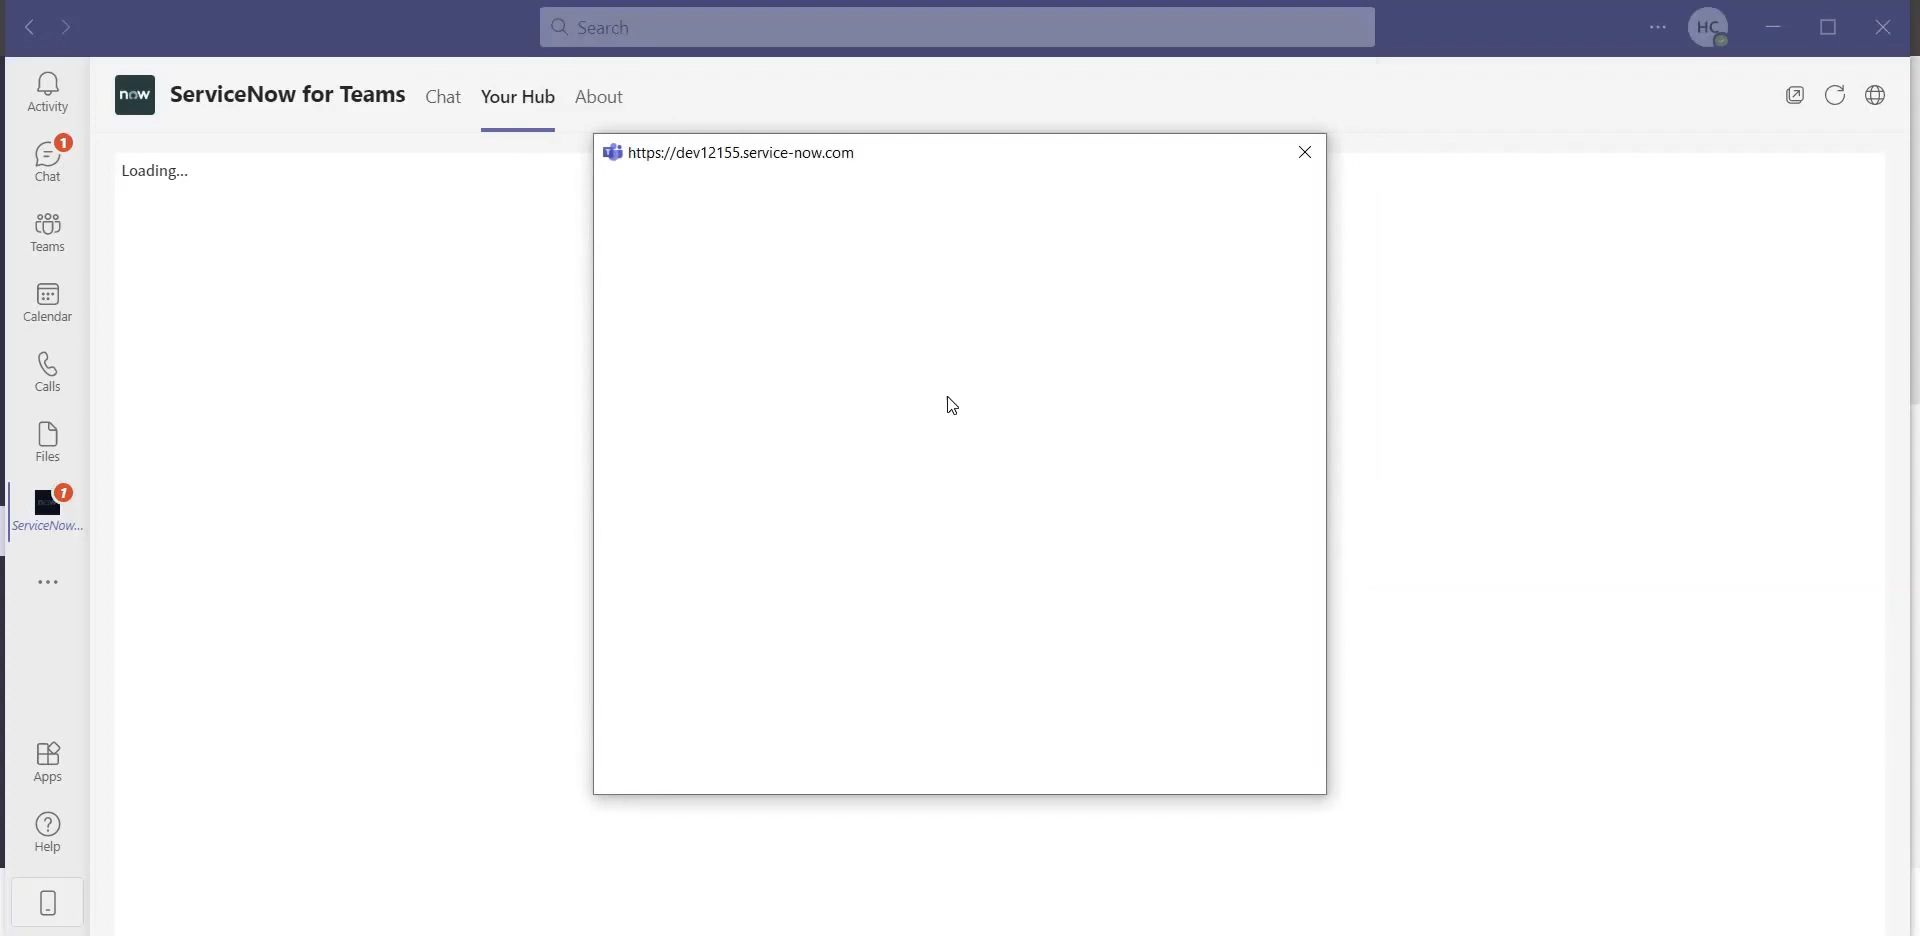 Search
HC
Activity
1
Chat
Teams
Calendar
Calls
Files
1
ServiceNow...
Apps
Help
now
ServiceNow for Teams
Chat
Your Hub
About
Loading...
https://dev12155.service-now.com